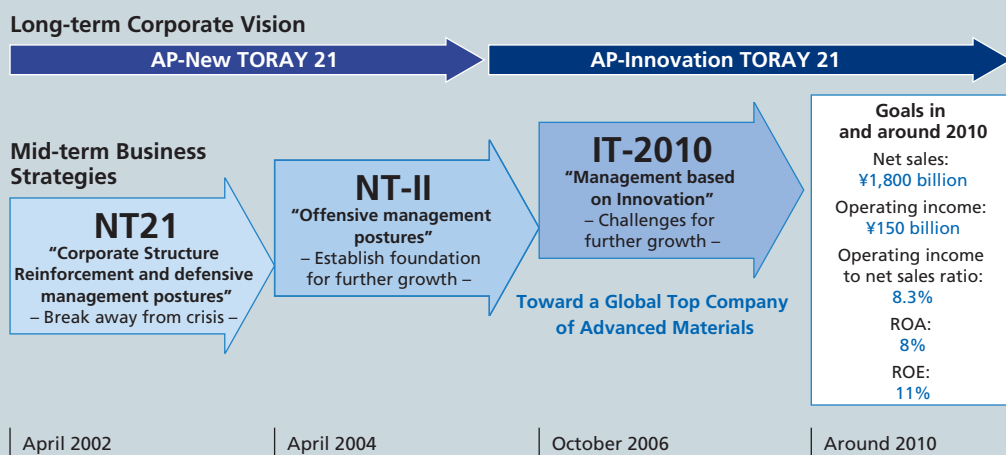 Long-term Corporate Vision
AP-New TORAY 21
AP-Innovation TORAY 21
Mid-term Business
Strategies
NT21
“Corporate Structure
Reinforcement and defensive
management postures”
– Break away from crisis –
NT-II
“Offensive management
postures”
– Establish foundation
for further growth –
IT-2010
“Management based
on Innovation”
– Challenges for
further growth –
Toward a Global Top Company
of Advanced Materials
Goals in
and around 2010
Net sales:
¥1,800 billion
Operating income:
¥150 billion
Operating income
to net sales ratio:
8.3%
ROA:
8%
ROE:
11%
April 2002
April 2004
October 2006
Around 2010